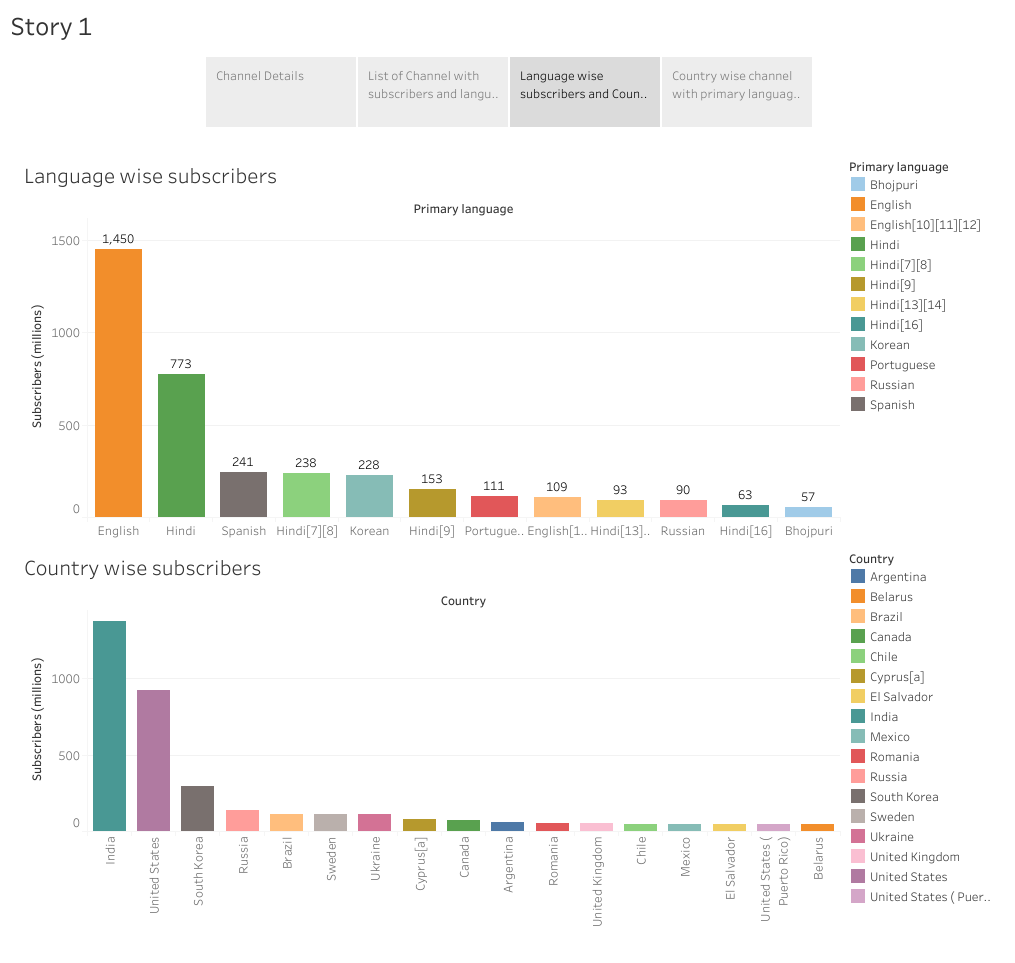 Story 1
Channel Details
List of Channel with
subscribers and langu..
Language wise
subscribers and Coun..
Country wise channel
with primary languag..
Language wise subscribers
Primary language
Subscribers (millions)
1500
1000
500
0
1,450
773
241
238
228
153
111
109
93
90
63
57
English
Hindi
Spanish
Hindi[7][8]
Korean
Hindi[9]
Portugue..
English[1..
Hindi[13]..
Russian
Hindi[16]
Bhojpuri
Primary language
Bhojpuri
English
English[10][11][12]
Hindi
Hindi[7][8]
Hindi[9]
Hindi[13][14]
Hindi[16]
Korean
Portuguese
Russian
Spanish
Country wise subscribers
Country
Subscribers (millions)
1000
500
0
India
United States
South Korea
Russia
Brazil
Sweden
Ukraine
Cyprus[a]
Canada
Argentina
Romania
United Kingdom
Chile
Mexico
El Salvador
United States (
Puerto Rico)
Belarus
Country
Argentina
Belarus
Brazil
Canada
Chile
Cyprus[a]
El Salvador
India
Mexico
Romania
Russia
South Korea
Sweden
Ukraine
United Kingdom
United States
United States ( Puer..